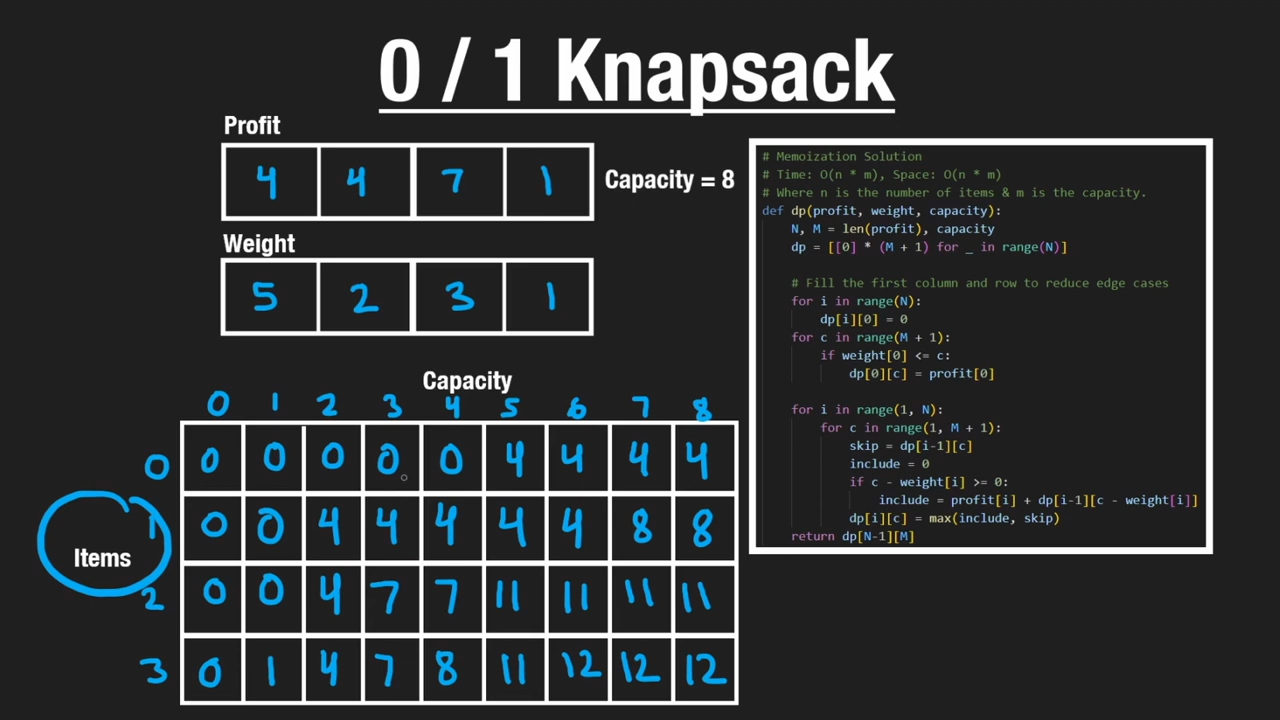 0 / 1 Knapsack
Profit
4 4 7 1
Capacity = 8
Weight
5 2 3 1
# Memoization Solution
# Time: O(n * m), Space: O(n * m)
# Where n is the number of items & m is the capacity.
def dp(profit, weight, capacity):
    N, M = len(profit), capacity
    dp = [[0] * (M + 1) for _ in range(N)]
    # Fill the first column and row to reduce edge cases
    for i in range(N):
        dp[i][0] = 0
    for c in range(M + 1):
        if weight[0] <= c:
            dp[0][c] = profit[0]
    for i in range(1, N):
        for c in range(1, M + 1):
            skip = dp[i-1][c]
            include = 0
            if c - weight[i] >= 0:
                include = profit[i] + dp[i-1][c - weight[i]]
            dp[i][c] = max(include, skip)
    return dp[N-1][M]
Capacity
0 1 2 3 4 5 6 7 8
0 0 0 0 0 0 4 4 4 4
1 0 0 4 4 4 4 4 8 8
Items
2 0 0 4 7 7 11 11 11 11
3 0 1 4 7 8 11 12 12 12